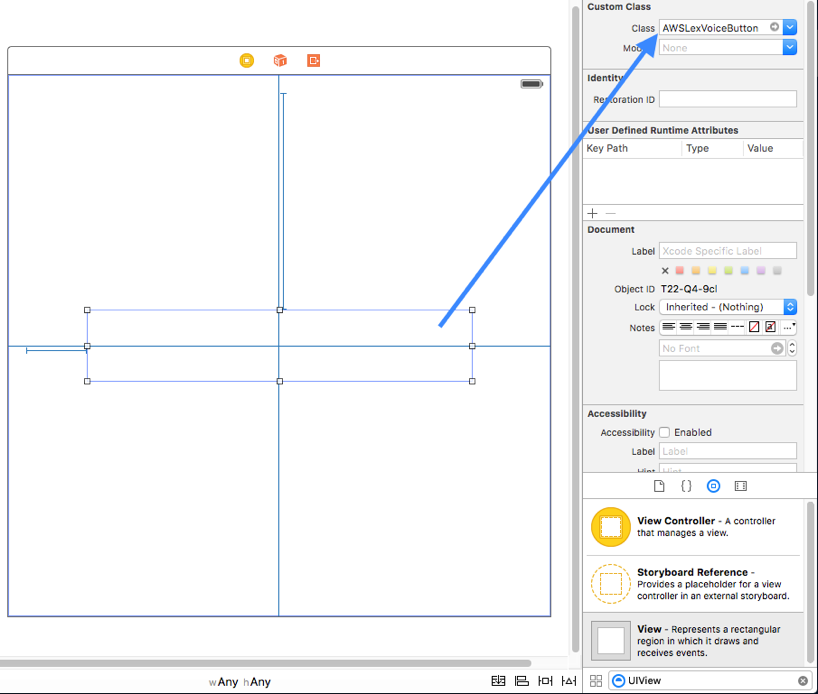 Custom Class
Class AWSLexVoiceButton
None
Identity
Restoration ID
User Defined Runtime Attributes
Key Path Type Value
Document
Label Xcode Specific Label
Object ID T22-Q4-9cl
Lock Inherited - (Nothing)
Notes
No Font
Accessibility
Accessibility Enabled
Label Label
Hint Hint
View Controller - A controller
that manages a view.
Storyboard Reference -
Provides a placeholder for a view
controller in an external storyboard.
View - Represents a rectangular
region in which it draws and
receives events.
wAny hAny
UIView